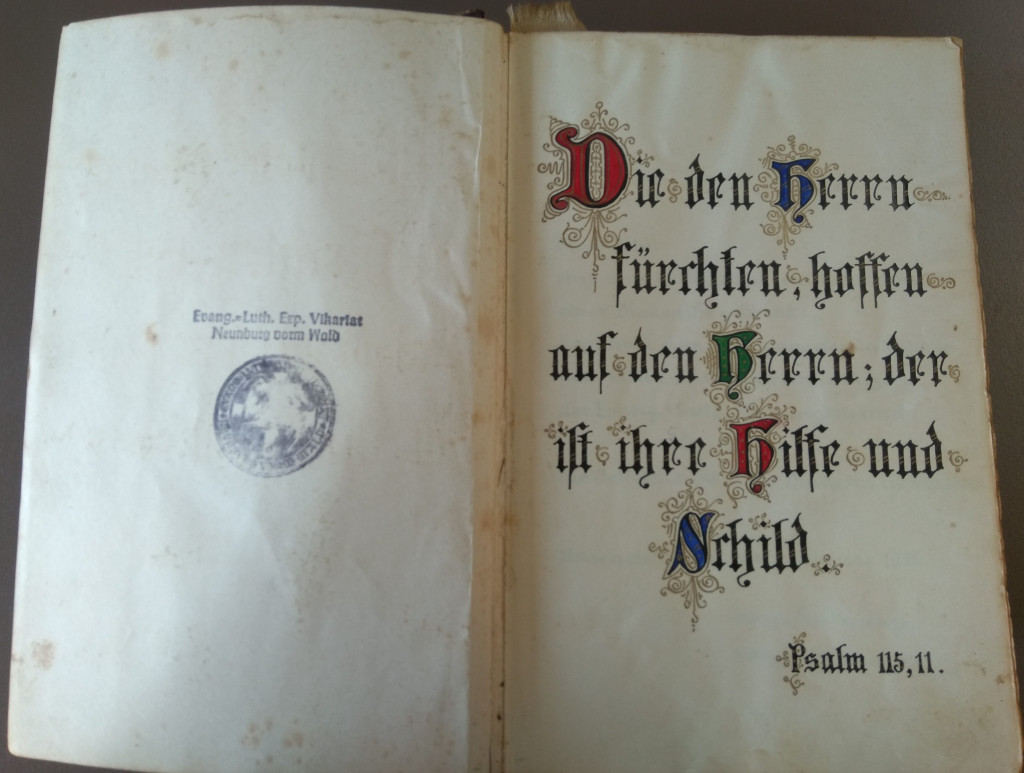 Evang.-Luth. Exp. Vikariat
Neunburg vorm Wald
Die den Herrn
fürchten, hoffen
auf den Herrn; der
ist ihre Hilfe und
Schild.
Psalm 115, 11.